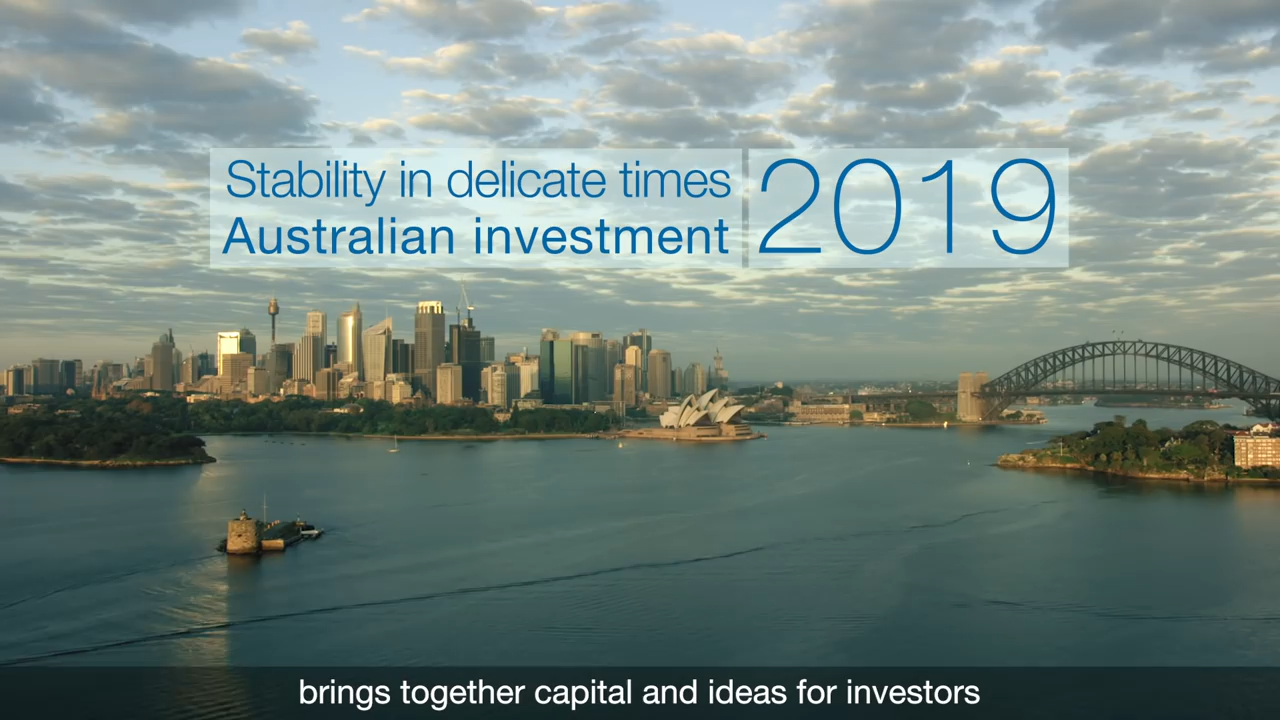 Stability in delicate times
Australian investment
2019
brings together capital and ideas for investors